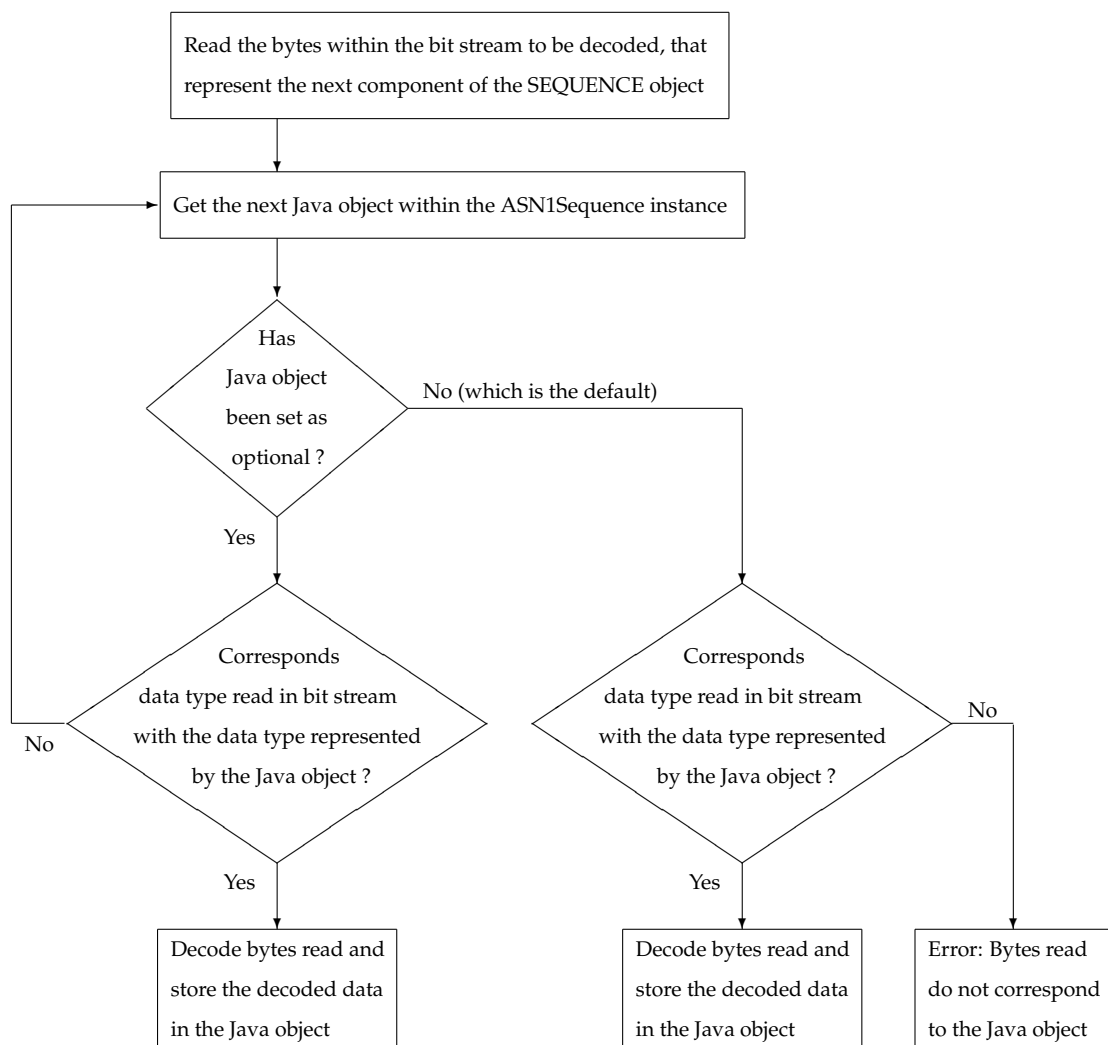 Read the bytes within the bit stream to be decoded, that
represent the next component of the SEQUENCE object
Get the next Java object within the ASN1Sequence instance
Has
Java object
been set as
optional ?
No (which is the default)
Yes
Corresponds
data type read in bit stream
with the data type represented
by the Java object ?
No
Yes
Corresponds
data type read in bit stream
with the data type represented
by the Java object ?
No
Yes
Decode bytes read and
store the decoded data
in the Java object
Decode bytes read and
store the decoded data
in the Java object
Error: Bytes read
do not correspond
to the Java object